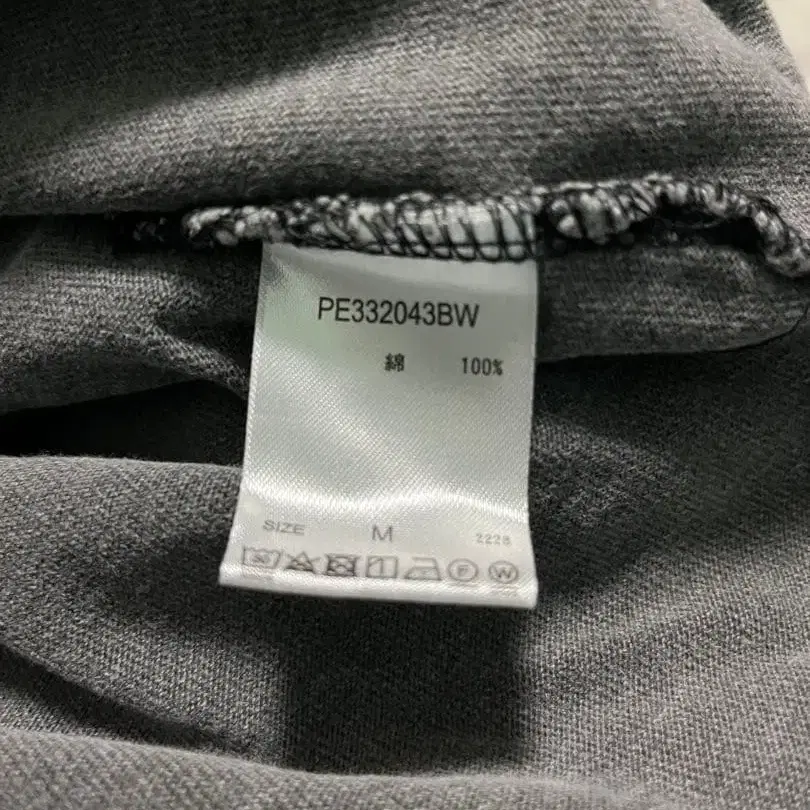 PE332043BW
綿 100%
SIZE M 2228
F W